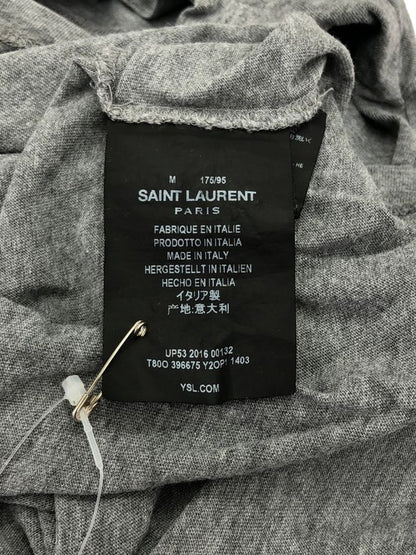 M 175/95
SAINT LAURENT
PARIS
FABRIQUE EN ITALIE
PRODOTTO IN ITALIA
MADE IN ITALY
HERGESTELLT IN ITALIEN
HECHO EN ITALIA
イタリア製
产地:意大利
UP53 2016 00132
T80O 396675 Y2OP1 1403
YSL.COM